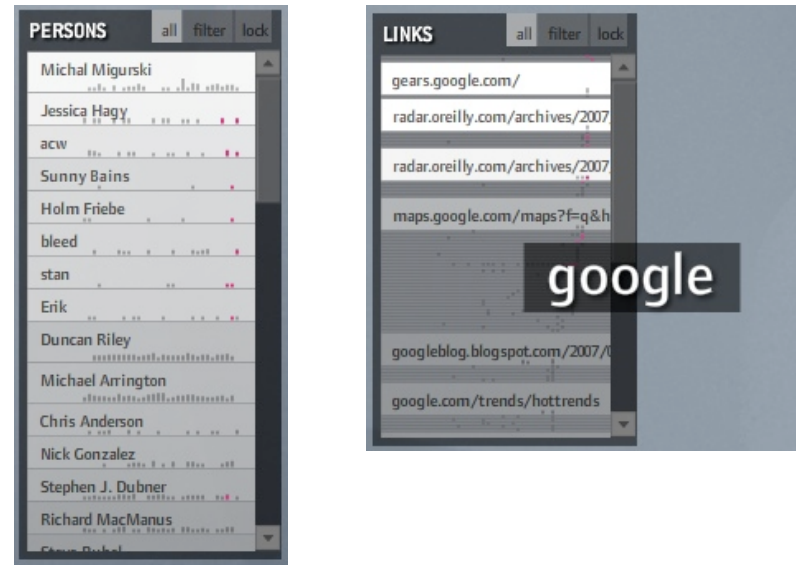 PERSONS all filter lock
Michal Migurski
Jessica Hagy
acw
Sunny Bains
Holm Friebe
bleed
stan
Erik
Duncan Riley
Michael Arrington
Chris Anderson
Nick Gonzalez
Stephen J. Dubner
Richard MacManus
LINKS all filter lock
gears.google.com/
radar.oreilly.com/archives/2007
radar.oreilly.com/archives/2007
maps.google.com/maps?f=q&h
google
googleblog.blogspot.com/2007/0
google.com/trends/hottrends